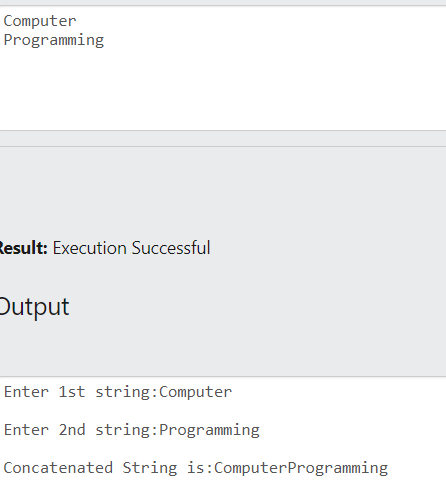 Computer
Programming
Result: Execution Successful
Output
Enter 1st string:Computer
Enter 2nd string:Programming
Concatenated String is:ComputerProgramming